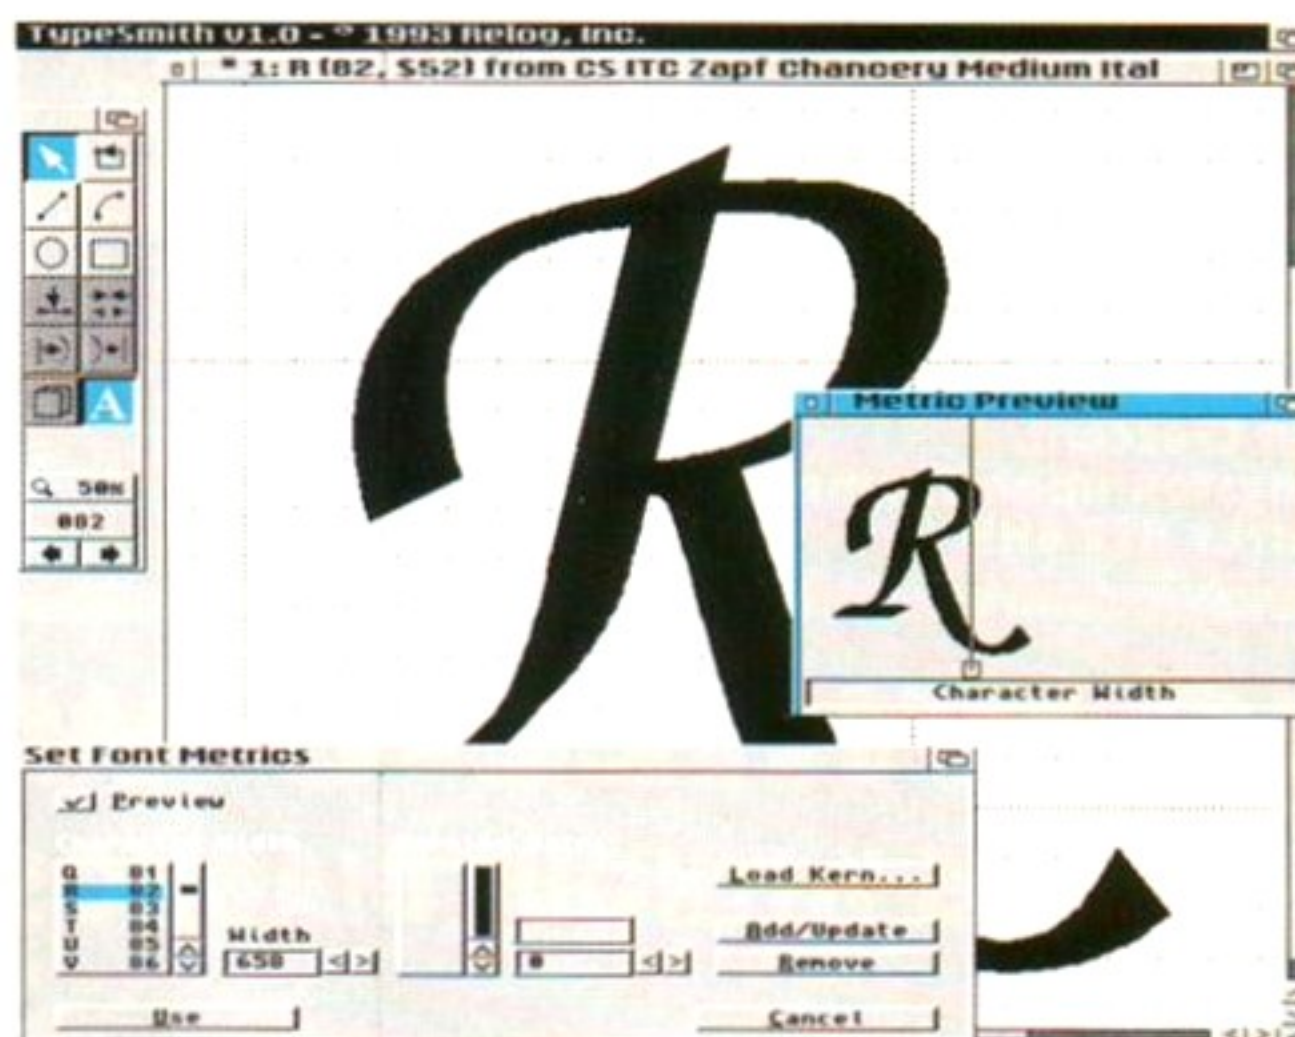 TypeSmith v1.0 - © 1993 Relog, Inc.
* 1: R (82, $52) from CS ITC Zapf Chancery Medium Ital
A
50%
082
R
Metric Preview
R
Character Width
Set Font Metrics
Preview
Q 81
R 82
S 83
T 84
U 85
V 86
Width
650
0
Load Kern...
Add/Update
Remove
Use
Cancel